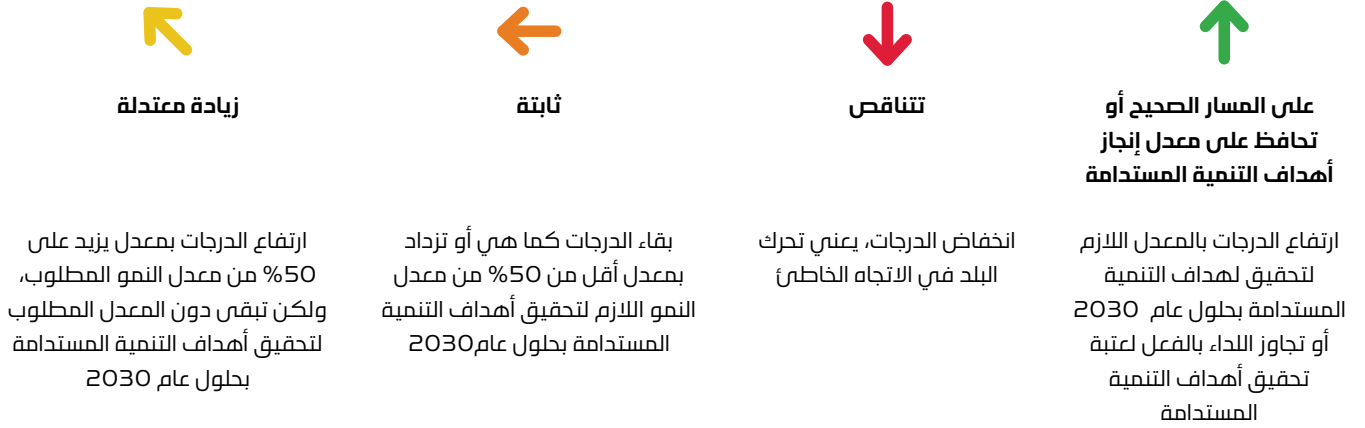 على المسار الصحيح أو
تحافظ على معدل إنجاز
أهداف التنمية المستدامة
ارتفاع الدرجات بالمعدل اللازم
لتحقيق لهداف التنمية
المستدامة بحلول عام 2030
أو تجاوز اللداء بالفعل لعتبة
تحقيق أهداف التنمية
المستدامة
تتناقص
انخفاض الدرجات، يعني تحرك
البلد في الاتجاه الخاطئ
ثابتة
بقاء الدرجات كما هي أو تزداد
بمعدل أقل من 50% من معدل
النمو اللازم لتحقيق أهداف التنمية
المستدامة بحلول عام2030
زيادة معتدلة
ارتفاع الدرجات بمعدل يزيد على
50% من معدل النمو المطلوب،
ولكن تبقى دون المعدل المطلوب
لتحقيق أهداف التنمية المستدامة
بحلول عام 2030